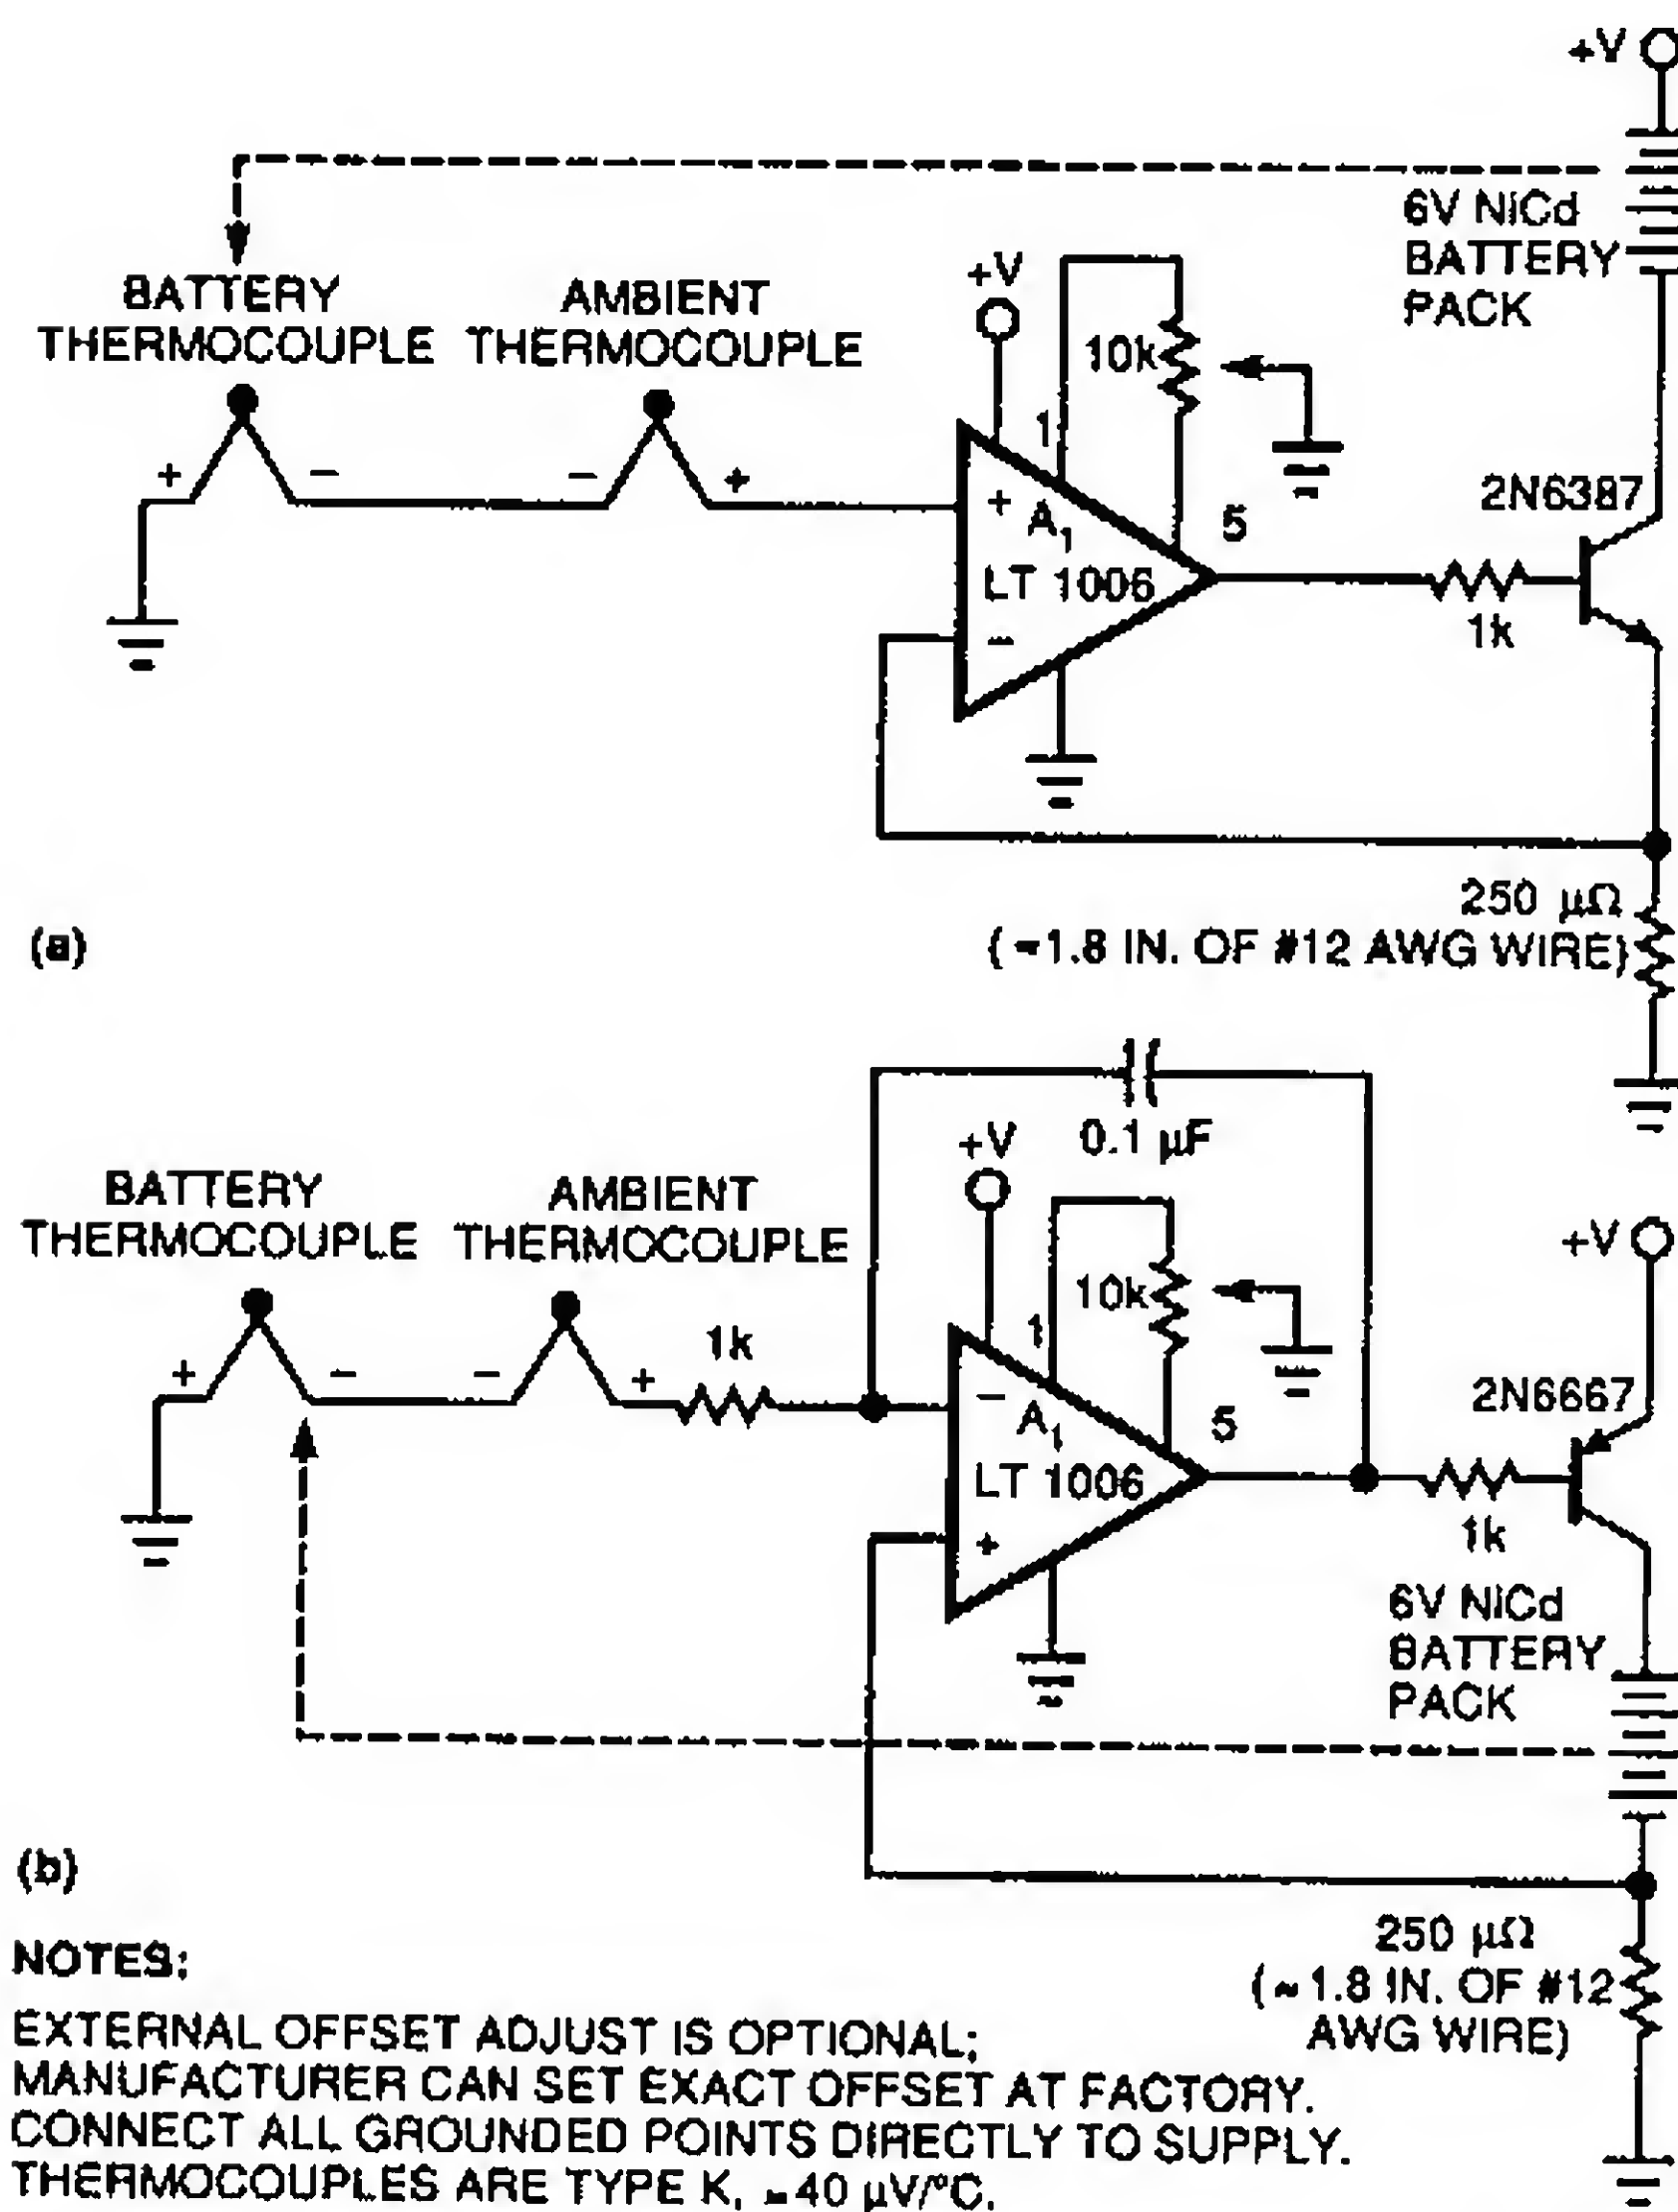 +V
6V NiCd
BATTERY
PACK
BATTERY
THERMOCOUPLE
AMBIENT
THERMOCOUPLE
+V
10k
1
+ − − +
+
A1
5
LT 1006
−
2N6387
1k
250 μΩ
(≈1.8 IN. OF #12 AWG WIRE)
(a)
0.1 μF
+V
BATTERY
THERMOCOUPLE
AMBIENT
THERMOCOUPLE
+V
10k
1k
1
+ − − +
−
A1
5
LT 1006
+
2N6667
1k
6V NiCd
BATTERY
PACK
(b)
250 μΩ
(≈1.8 IN. OF #12
AWG WIRE)
NOTES:
EXTERNAL OFFSET ADJUST IS OPTIONAL;
MANUFACTURER CAN SET EXACT OFFSET AT FACTORY.
CONNECT ALL GROUNDED POINTS DIRECTLY TO SUPPLY.
THERMOCOUPLES ARE TYPE K, ≈40 μV/°C.